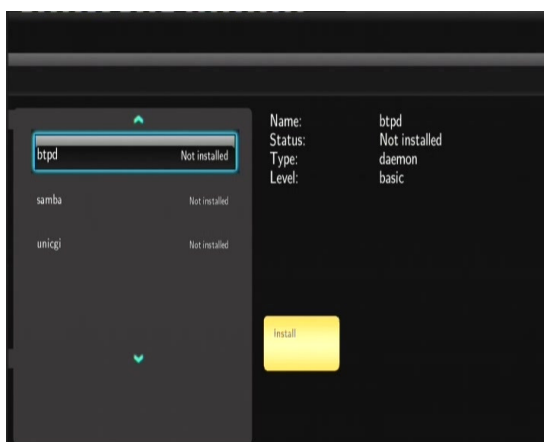 btpd Not installed
samba Not installed
unicgi Not installed
Name: btpd
Status: Not installed
Type: daemon
Level: basic
Install